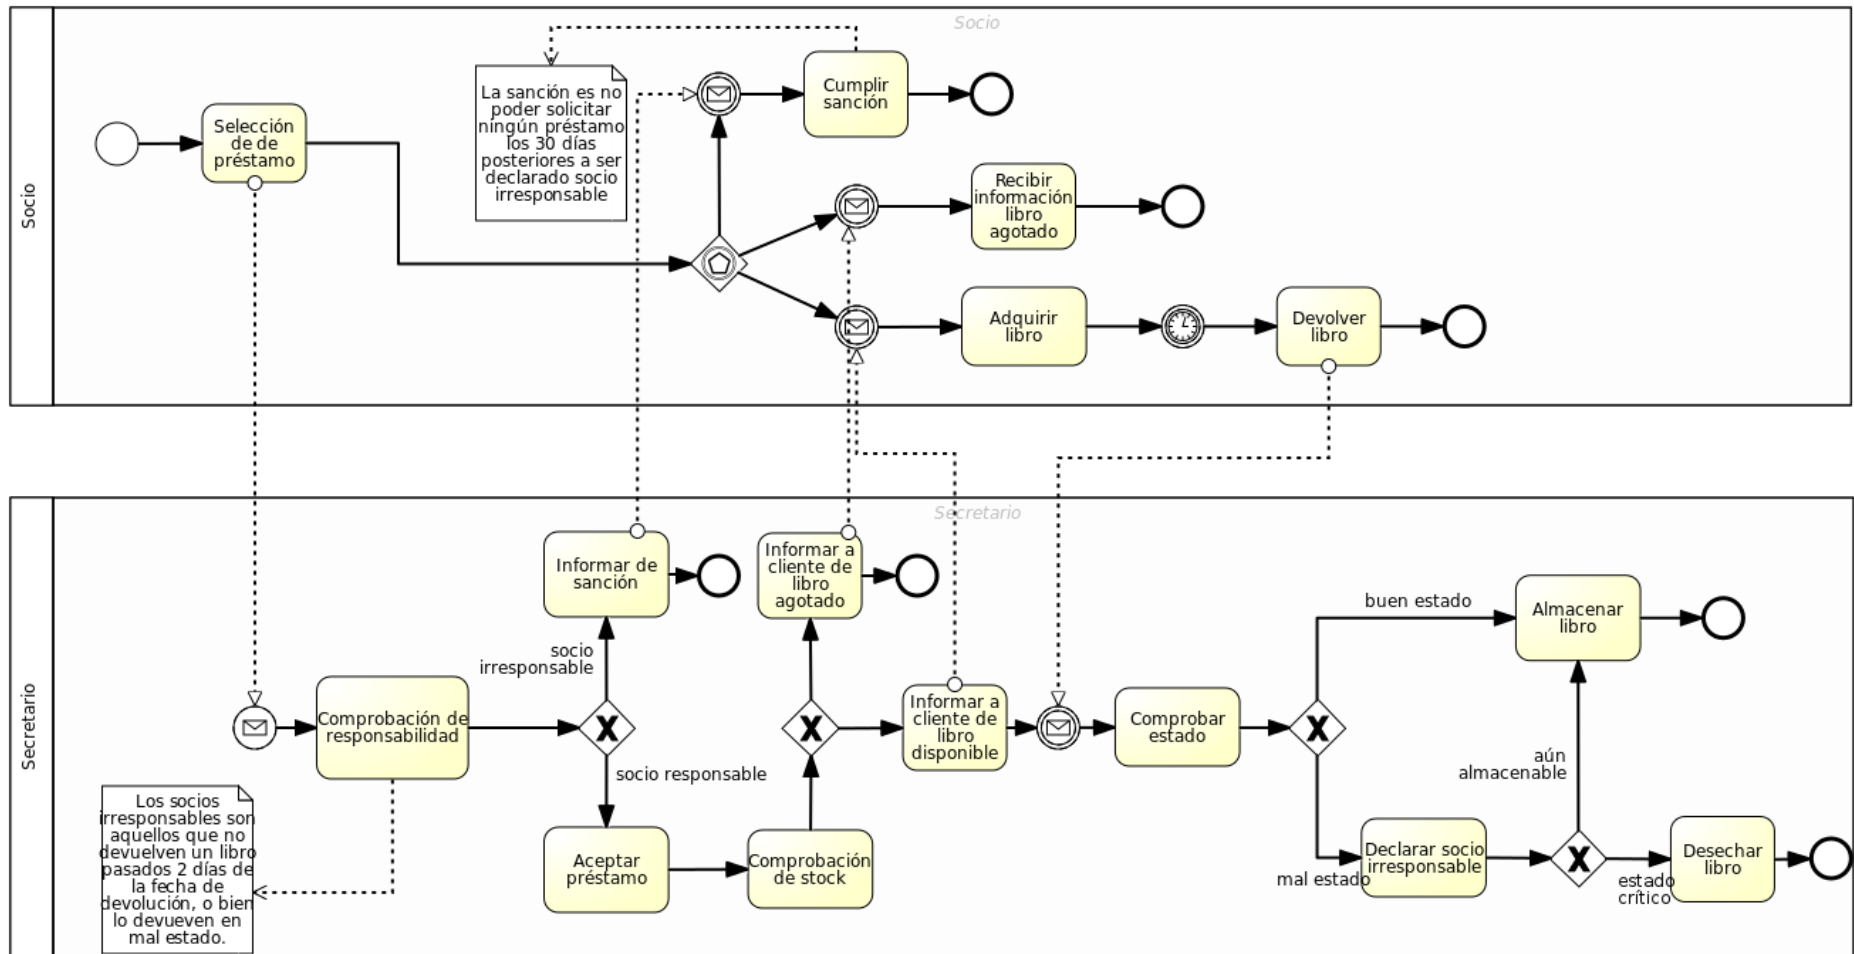 Socio
Socio
Selección
de de
préstamo
La sanción es no
poder solicitar
ningún préstamo
los 30 días
posteriores a ser
declarado socio
irresponsable
Cumplir
sanción
Recibir
información
libro
agotado
Adquirir
libro
Devolver
libro
Secretario
Secretario
Informar de
sanción
Informar a
cliente de
libro
agotado
socio
irresponsable
Comprobación de
responsabilidad
socio responsable
Aceptar
préstamo
Comprobación
de stock
Informar a
cliente de
libro
disponible
Comprobar
estado
buen estado
Almacenar
libro
aún
almacenable
mal estado
Declarar socio
irresponsable
estado
crítico
Desechar
libro
Los socios
irresponsables son
aquellos que no
devuelven un libro
pasados 2 días de
la fecha de
devolución, o bien
lo devueven en
mal estado.